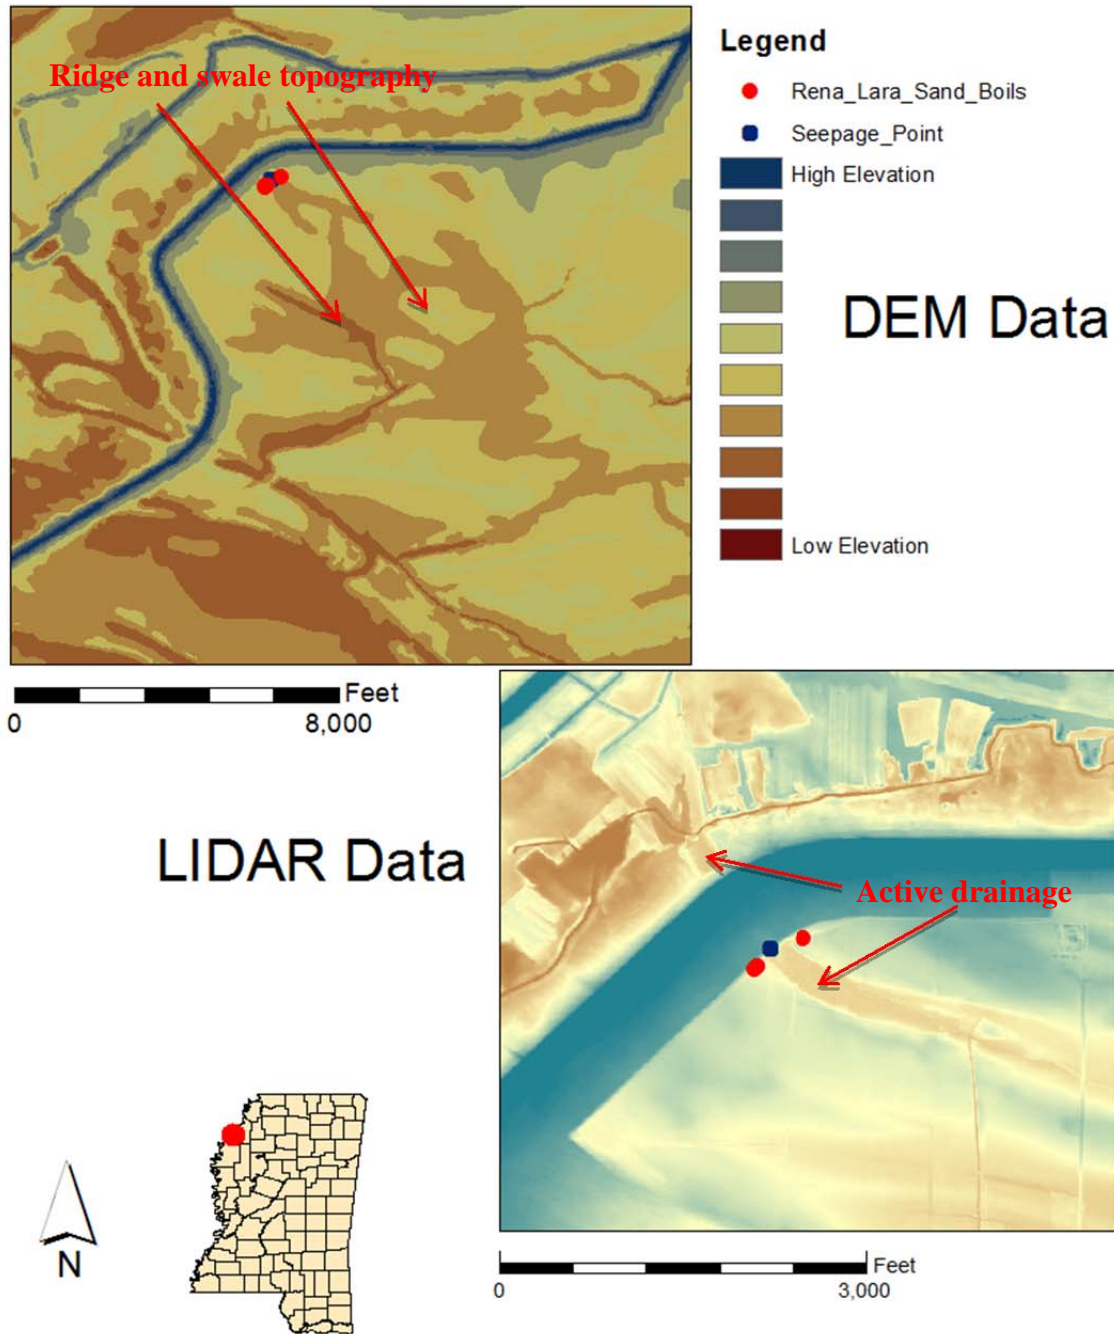 Ridge and swale topography
Legend
Rena_Lara_Sand_Boils
Seepage_Point
High Elevation
Low Elevation
DEM Data
Feet
0 8,000
LIDAR Data
Active drainage
N
Feet
0 3,000